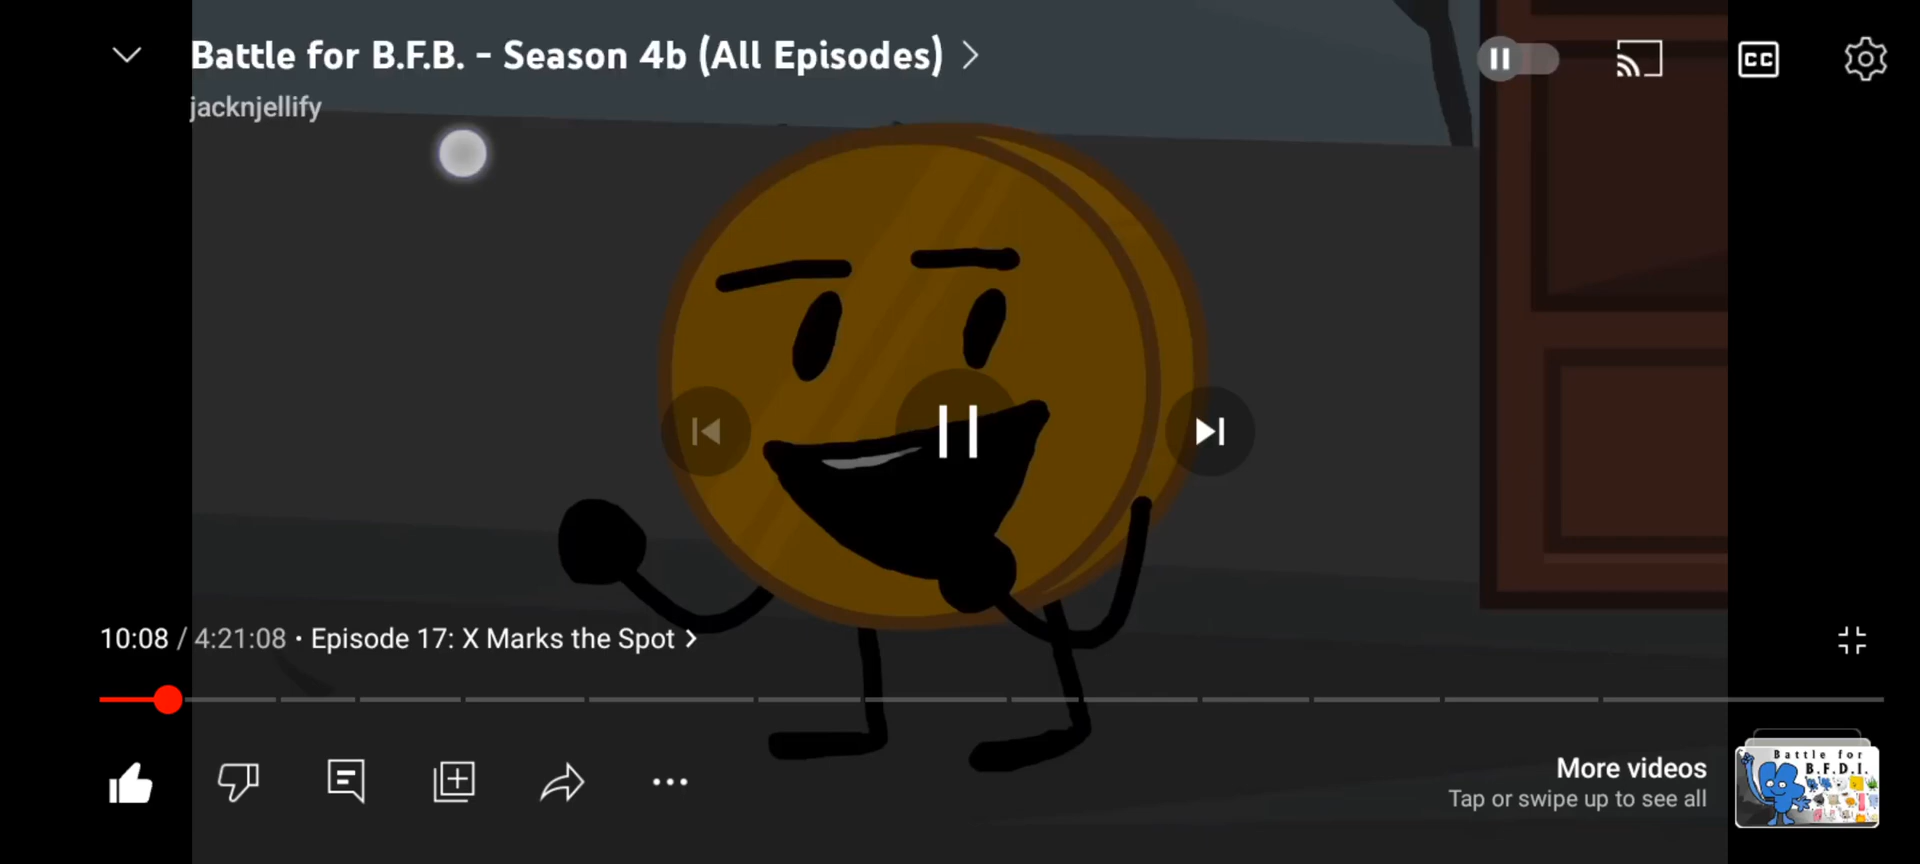 Battle for B.F.B. - Season 4b (All Episodes)
jacknjellify
CC
10:08 / 4:21:08 • Episode 17: X Marks the Spot
More videos
Tap or swipe up to see all
Battle for
B.F.D.I.